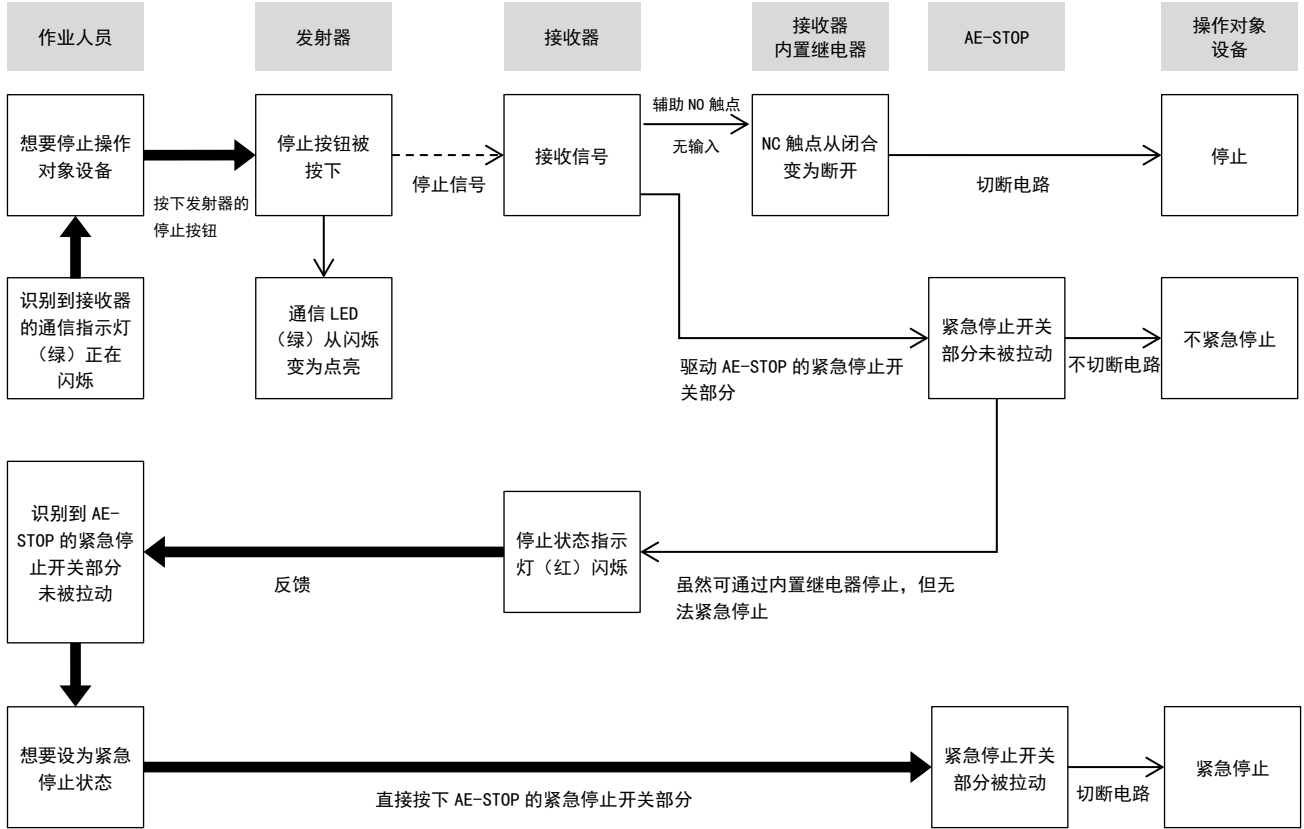 作业人员
发射器
接收器
接收器
内置继电器
AE-STOP
操作对象
设备
想要停止操作
对象设备
按下发射器的
停止按钮
停止按钮被
按下
停止信号
接收信号
辅助 NO 触点
无输入
NC 触点从闭合
变为断开
切断电路
停止
识别到接收器
的通信指示灯
（绿）正在
闪烁
通信 LED
（绿）从闪烁
变为点亮
驱动 AE-STOP 的紧急停止开
关部分
紧急停止开关
部分未被拉动
不切断电路
不紧急停止
识别到 AE-
STOP 的紧急停
止开关部分
未被拉动
反馈
停止状态指示
灯（红）闪烁
虽然可通过内置继电器停止，但无
法紧急停止
想要设为紧急
停止状态
直接按下 AE-STOP 的紧急停止开关部分
紧急停止开关
部分被拉动
切断电路
紧急停止